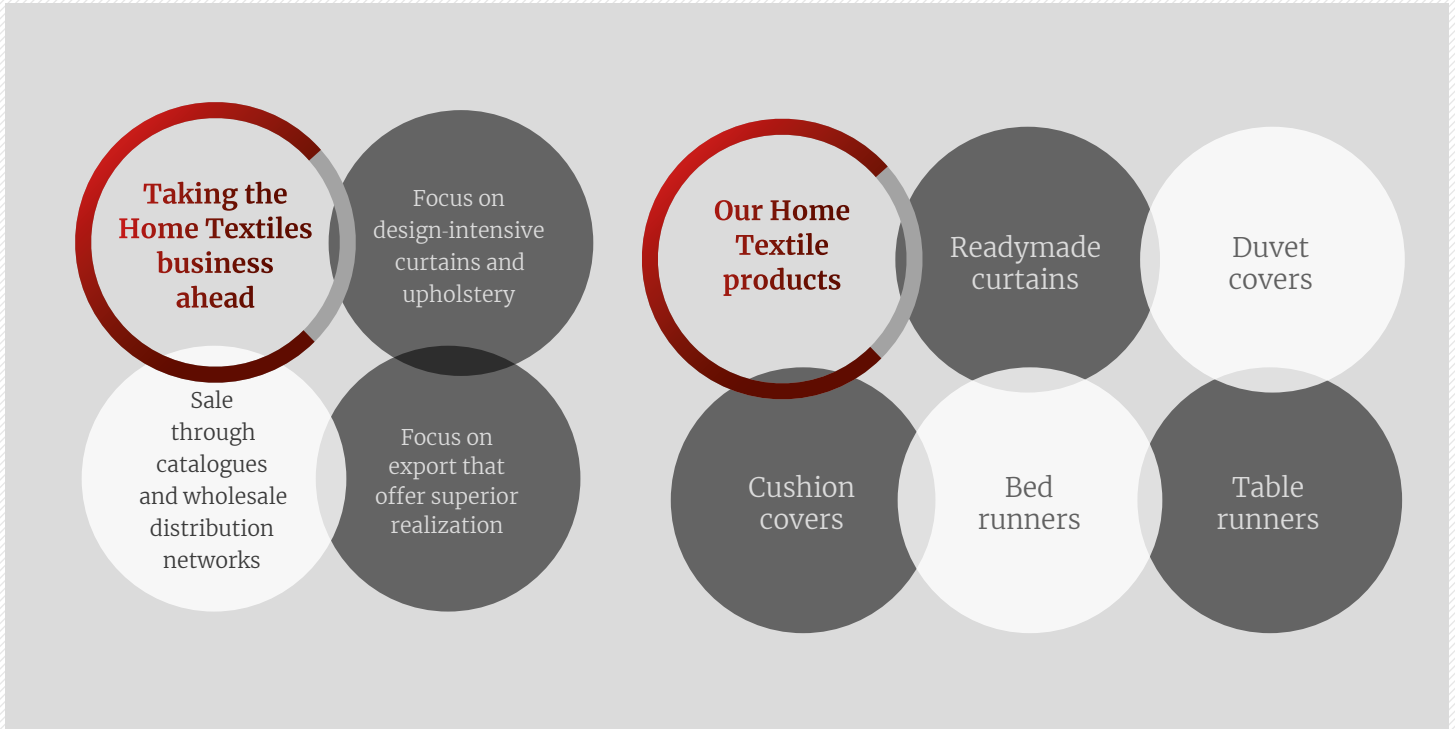 Taking the
Home Textiles
business
ahead
Focus on
design-intensive
curtains and
upholstery
Sale
through
catalogues
and wholesale
distribution
networks
Focus on
export that
offer superior
realization
Our Home
Textile
products
Readymade
curtains
Duvet
covers
Cushion
covers
Bed
runners
Table
runners